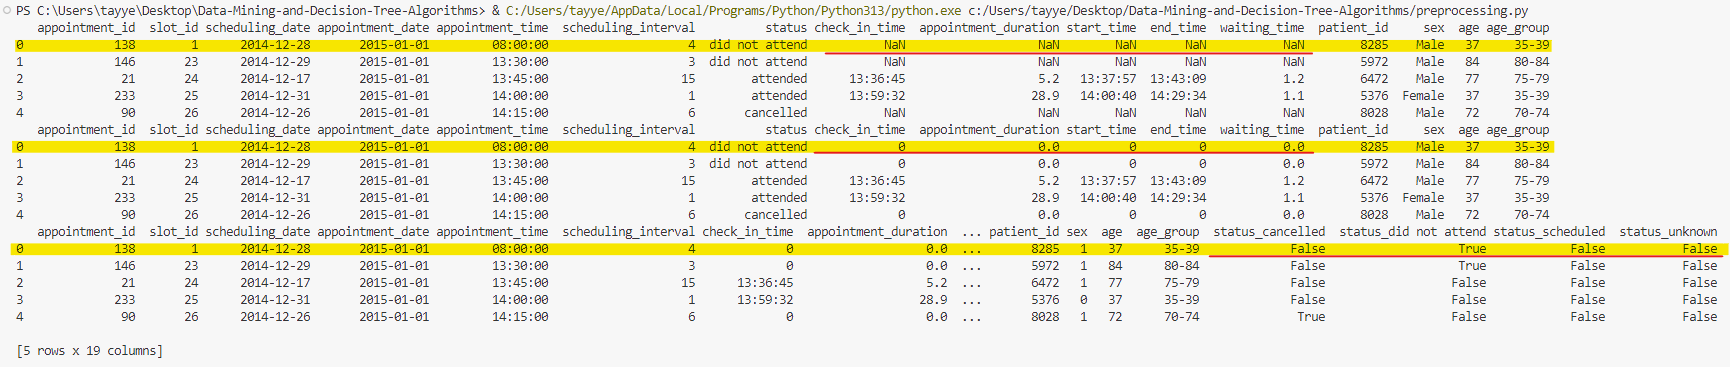 PS C:\Users\tayye\Desktop\Data-Mining-and-Decision-Tree-Algorithms> & C:/Users/tayye/AppData/Local/Programs/Python/Python313/python.exe c:/Users/tayye/Desktop/Data-Mining-and-Decision-Tree-Algorithms/preprocessing.py
appointment_id slot_id scheduling_date appointment_date appointment_time scheduling_interval status check_in_time appointment_duration start_time end_time waiting_time patient_id sex age age_group
0 138 1 2014-12-28 2015-01-01 08:00:00 4 did not attend NaN NaN NaN NaN NaN 8285 Male 37 35-39
1 146 23 2014-12-29 2015-01-01 13:30:00 3 did not attend NaN NaN NaN NaN NaN 5972 Male 84 80-84
2 21 24 2014-12-17 2015-01-01 13:45:00 15 attended 13:36:45 5.2 13:37:57 13:43:09 1.2 6472 Male 77 75-79
3 233 25 2014-12-31 2015-01-01 14:00:00 1 attended 13:59:32 28.9 14:00:40 14:29:34 1.1 5376 Female 37 35-39
4 90 26 2014-12-26 2015-01-01 14:15:00 6 cancelled NaN NaN NaN NaN NaN 8028 Male 72 70-74
appointment_id slot_id scheduling_date appointment_date appointment_time scheduling_interval status check_in_time appointment_duration start_time end_time waiting_time patient_id sex age age_group
0 138 1 2014-12-28 2015-01-01 08:00:00 4 did not attend 0 0.0 0 0 0.0 8285 Male 37 35-39
1 146 23 2014-12-29 2015-01-01 13:30:00 3 did not attend 0 0.0 0 0 0.0 5972 Male 84 80-84
2 21 24 2014-12-17 2015-01-01 13:45:00 15 attended 13:36:45 5.2 13:37:57 13:43:09 1.2 6472 Male 77 75-79
3 233 25 2014-12-31 2015-01-01 14:00:00 1 attended 13:59:32 28.9 14:00:40 14:29:34 1.1 5376 Female 37 35-39
4 90 26 2014-12-26 2015-01-01 14:15:00 6 cancelled 0 0.0 0 0 0.0 8028 Male 72 70-74
appointment_id slot_id scheduling_date appointment_date appointment_time scheduling_interval check_in_time appointment_duration ... patient_id sex age age_group status_cancelled status_did not attend status_scheduled status_unknown
0 138 1 2014-12-28 2015-01-01 08:00:00 4 0 0.0 ... 8285 1 37 35-39 False True False False
1 146 23 2014-12-29 2015-01-01 13:30:00 3 0 0.0 ... 5972 1 84 80-84 False True False False
2 21 24 2014-12-17 2015-01-01 13:45:00 15 13:36:45 5.2 ... 6472 1 77 75-79 False False False False
3 233 25 2014-12-31 2015-01-01 14:00:00 1 13:59:32 28.9 ... 5376 0 37 35-39 False False False False
4 90 26 2014-12-26 2015-01-01 14:15:00 6 0 0.0 ... 8028 1 72 70-74 True False False False
[5 rows x 19 columns]